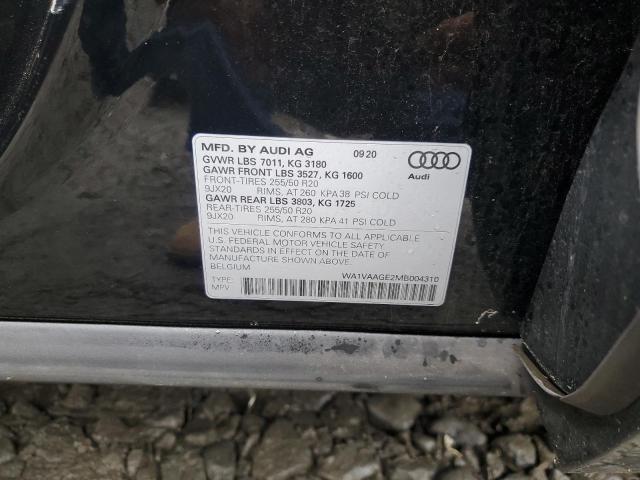 MFD. BY AUDI AG 09 20
GVWR LBS 7011, KG 3180
GAWR FRONT LBS 3527, KG 1600
FRONT-TIRES 255/50 R20
9JX20 RIMS, AT 260 KPA 38 PSI COLD
GAWR REAR LBS 3803, KG 1725
REAR-TIRES 255/50 R20
9JX20 RIMS, AT 280 KPA 41 PSI COLD
Audi
THIS VEHICLE CONFORMS TO ALL APPLICABLE
U.S. FEDERAL MOTOR VEHICLE SAFETY
STANDARDS IN EFFECT ON THE DATE OF
MANUFACTURE SHOWN ABOVE.
BELGIUM
WA1VAAGE2MB004310
TYPE:
MPV